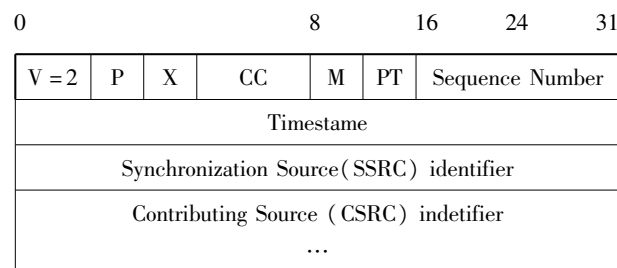 0 8 16 24 31
V = 2 P X CC M PT Sequence Number
Timestame
Synchronization Source(SSRC) identifier
Contributing Source (CSRC) indetifier
...